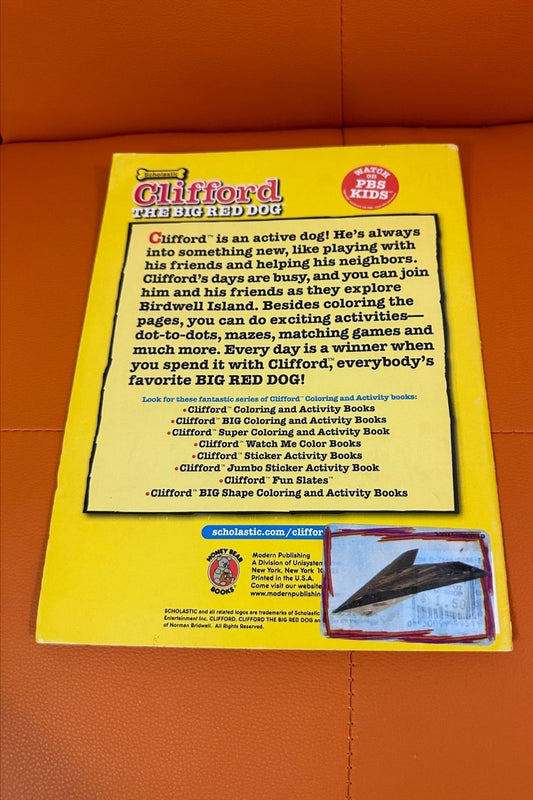 Scholastic
Clifford
THE BIG RED DOG
WATCH
on
PBS
KIDS™
Clifford™ is an active dog! He's always
into something new, like playing with
his friends and helping his neighbors.
Clifford's days are busy, and you can join
him and his friends as they explore
Birdwell Island. Besides coloring the
pages, you can do exciting activities—
dot-to-dots, mazes, matching games and
much more. Every day is a winner when
you spend it with Clifford,™ everybody's
favorite BIG RED DOG!
Look for these fantastic series of Clifford™ Coloring and Activity books:
•Clifford™ Coloring and Activity Books
•Clifford™ BIG Coloring and Activity Books
•Clifford™ Super Coloring and Activity Book
•Clifford™ Watch Me Color Books
•Clifford™ Sticker Activity Books
•Clifford™ Jumbo Sticker Activity Book
•Clifford™ Fun Slates™
•Clifford™ BIG Shape Coloring and Activity Books
scholastic.com/cliffor
HONEY BEAR
BOOKS
Modern Publishing
A Division of Unisystem
New York, New York
Printed in the U.S.A.
Come visit our website
www.modernpublishin
SCHOLASTIC and all related logos are trademarks of Scholastic
Entertainment Inc. CLIFFORD, CLIFFORD THE BIG RED DOG an
of Norman Bridwell. All Rights Reserved.